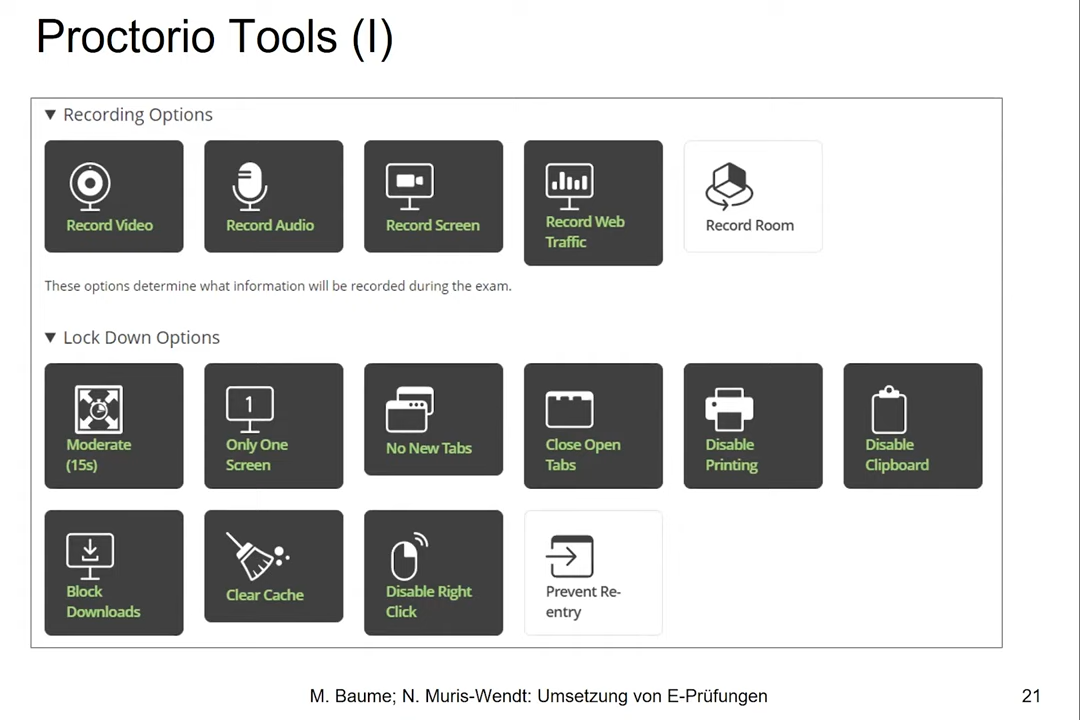 Proctorio Tools (I)
▼ Recording Options
Record Video
Record Audio
Record Screen
Record Web
Traffic
Record Room
These options determine what information will be recorded during the exam.
▼ Lock Down Options
Moderate
(15s)
1
Only One
Screen
No New Tabs
Close Open
Tabs
Disable
Printing
Disable
Clipboard
Block
Downloads
Clear Cache
Disable Right
Click
Prevent Re-
entry
M. Baume; N. Muris-Wendt: Umsetzung von E-Prüfungen
21